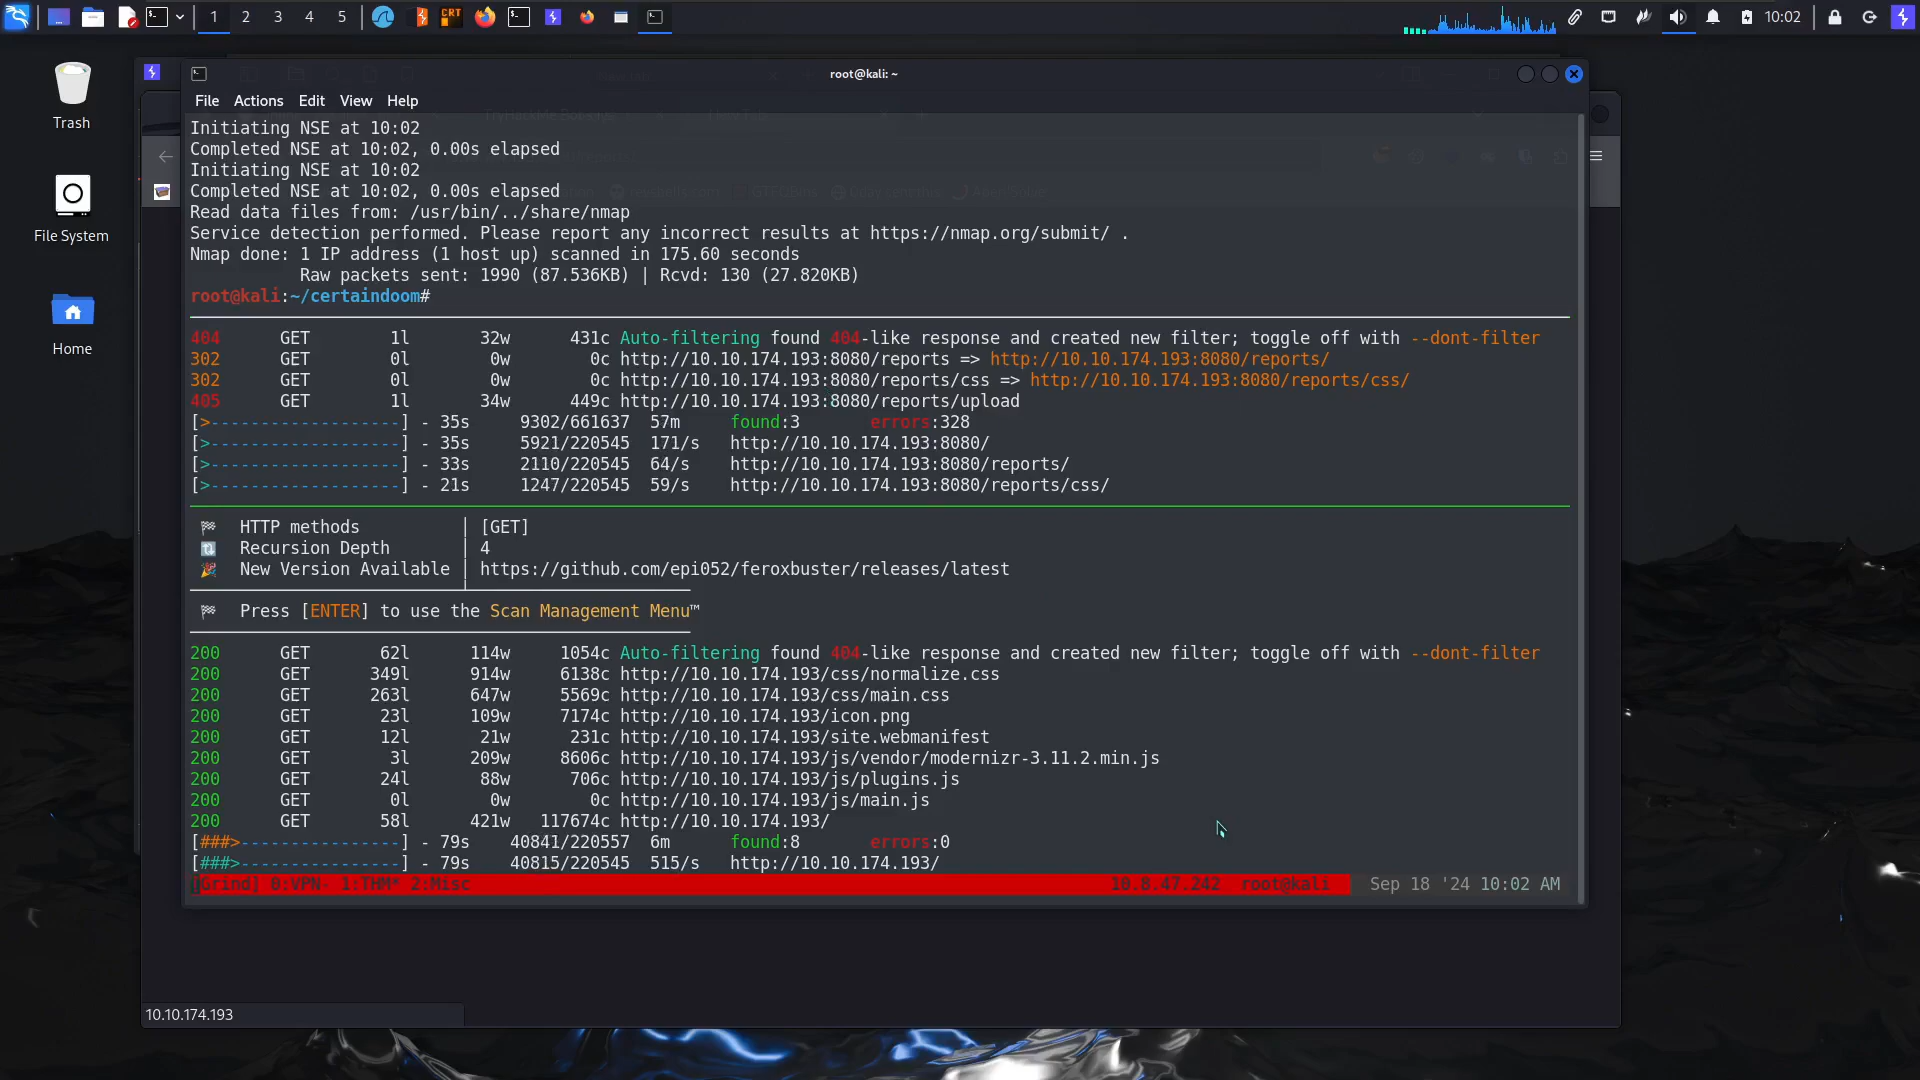 1 2 3 4 5 CRT 10:02
Trash
File System
Home
root@kali: ~
File Actions Edit View Help
Initiating NSE at 10:02
Completed NSE at 10:02, 0.00s elapsed
Initiating NSE at 10:02
Completed NSE at 10:02, 0.00s elapsed
Read data files from: /usr/bin/../share/nmap
Service detection performed. Please report any incorrect results at https://nmap.org/submit/ .
Nmap done: 1 IP address (1 host up) scanned in 175.60 seconds
Raw packets sent: 1990 (87.536KB) | Rcvd: 130 (27.820KB)
root@kali:~/certaindoom#
404 GET 1l 32w 431c Auto-filtering found 404-like response and created new filter; toggle off with --dont-filter
302 GET 0l 0w 0c http://10.10.174.193:8080/reports => http://10.10.174.193:8080/reports/
302 GET 0l 0w 0c http://10.10.174.193:8080/reports/css => http://10.10.174.193:8080/reports/css/
405 GET 1l 34w 449c http://10.10.174.193:8080/reports/upload
[>-------------------] - 35s 9302/661637 57m found:3 errors:328
[>-------------------] - 35s 5921/220545 171/s http://10.10.174.193:8080/
[>-------------------] - 33s 2110/220545 64/s http://10.10.174.193:8080/reports/
[>-------------------] - 21s 1247/220545 59/s http://10.10.174.193:8080/reports/css/
HTTP methods │ [GET]
Recursion Depth │ 4
New Version Available │ https://github.com/epi052/feroxbuster/releases/latest
Press [ENTER] to use the Scan Management Menu™
200 GET 62l 114w 1054c Auto-filtering found 404-like response and created new filter; toggle off with --dont-filter
200 GET 349l 914w 6138c http://10.10.174.193/css/normalize.css
200 GET 263l 647w 5569c http://10.10.174.193/css/main.css
200 GET 23l 109w 7174c http://10.10.174.193/icon.png
200 GET 12l 21w 231c http://10.10.174.193/site.webmanifest
200 GET 3l 209w 8606c http://10.10.174.193/js/vendor/modernizr-3.11.2.min.js
200 GET 24l 88w 706c http://10.10.174.193/js/plugins.js
200 GET 0l 0w 0c http://10.10.174.193/js/main.js
200 GET 58l 421w 117674c http://10.10.174.193/
[###>----------------] - 79s 40841/220557 6m found:8 errors:0
[###>----------------] - 79s 40815/220545 515/s http://10.10.174.193/
[Grind] 0:VPN- 1:THM* 2:Misc 10.8.47.242 root@kali Sep 18 '24 10:02 AM
10.10.174.193